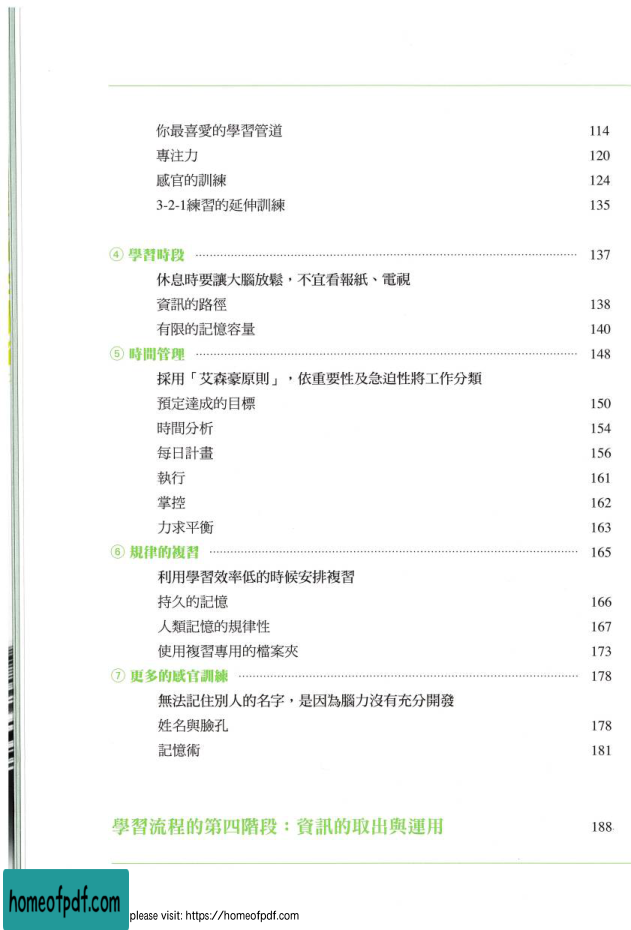 你最喜愛的學習管道 114
專注力 120
感官的訓練 124
3-2-1練習的延伸訓練 135
④ 學習時段 137
休息時要讓大腦放鬆，不宜看報紙、電視
資訊的路徑 138
有限的記憶容量 140
⑤ 時間管理 148
採用「艾森豪原則」，依重要性及急迫性將工作分類
預定達成的目標 150
時間分析 154
每日計畫 156
執行 161
掌控 162
力求平衡 163
⑥ 規律的複習 165
利用學習效率低的時候安排複習
持久的記憶 166
人類記憶的規律性 167
使用複習專用的檔案夾 173
⑦ 更多的感官訓練 178
無法記住別人的名字，是因為腦力沒有充分開發
姓名與臉孔 178
記憶術 181
學習流程的第四階段：資訊的取出與運用 188
homeofpdf.com
please visit: https://homeofpdf.com